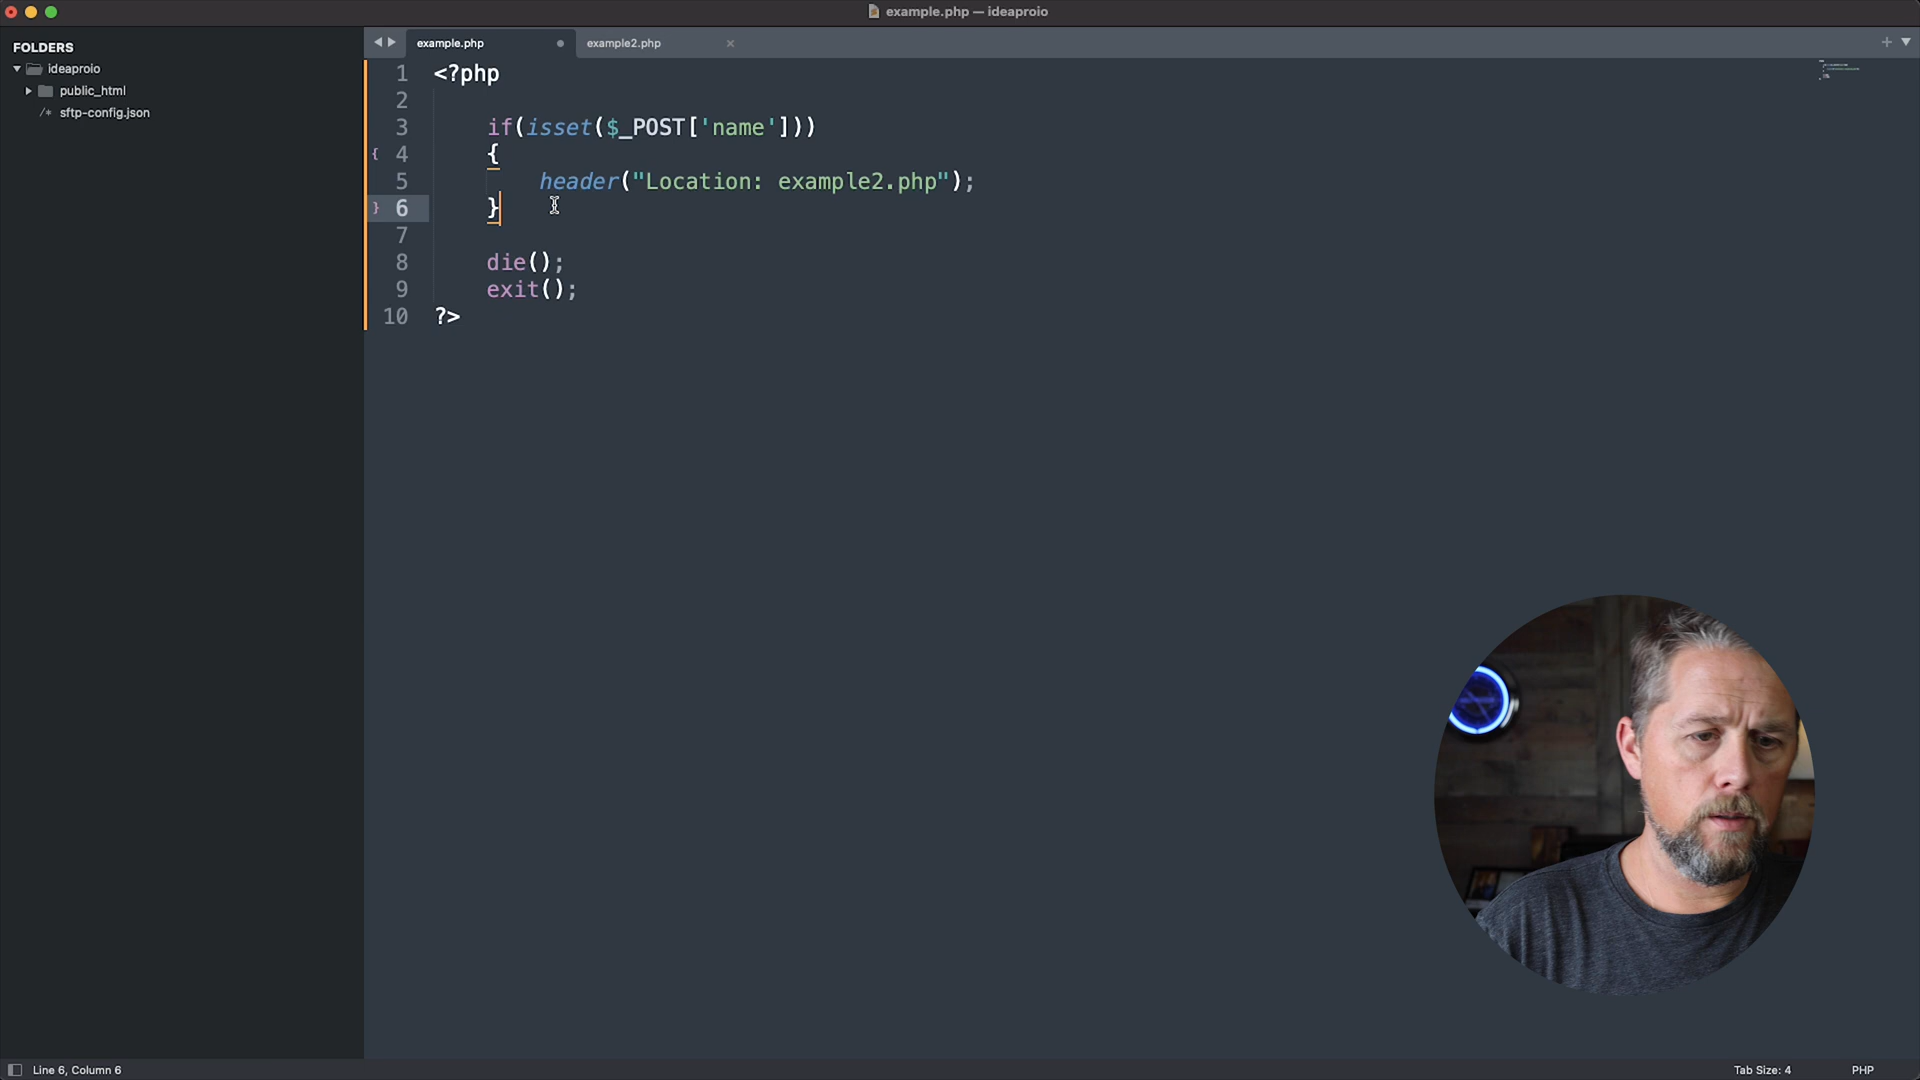 example.php — ideaproio
FOLDERS
ideaproio
public_html
/* sftp-config.json
example.php
example2.php
1 <?php
2
3 if(isset($_POST['name']))
{ 4 {
5 header("Location: example2.php");
} 6 }
7
8 die();
9 exit();
10 ?>
Line 6, Column 6
Tab Size: 4
PHP